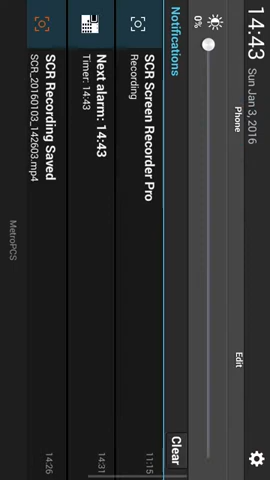 14:43 Sun Jan 3, 2016
Phone Edit
0%
Notifications Clear
SCR Screen Recorder Pro 11:15
Recording
Next alarm: 14:43 14:31
Timer: 14:43
SCR Recording Saved 14:26
SCR_20160103_142603.mp4
MetroPCS